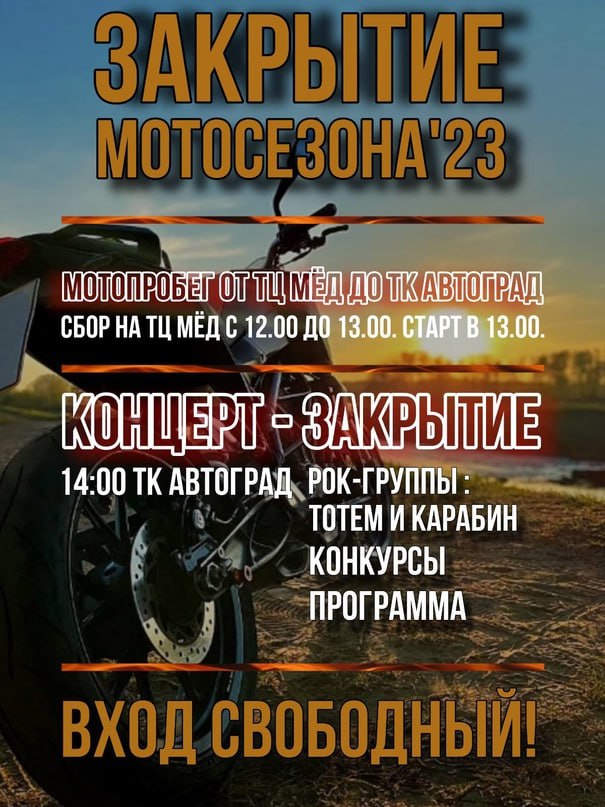 ЗАКРЫТИЕ
МОТОСЕЗОНА'23
МОТОПРОБЕГ ОТ ТЦ МЁД ДО ТК АВТОГРАД
СБОР НА ТЦ МЁД С 12.00 ДО 13.00. СТАРТ В 13.00.
КОНЦЕРТ - ЗАКРЫТИЕ
14:00 ТК АВТОГРАД РОК-ГРУППЫ :
ТОТЕМ И КАРАБИН
КОНКУРСЫ
ПРОГРАММА
ВХОД СВОБОДНЫЙ!